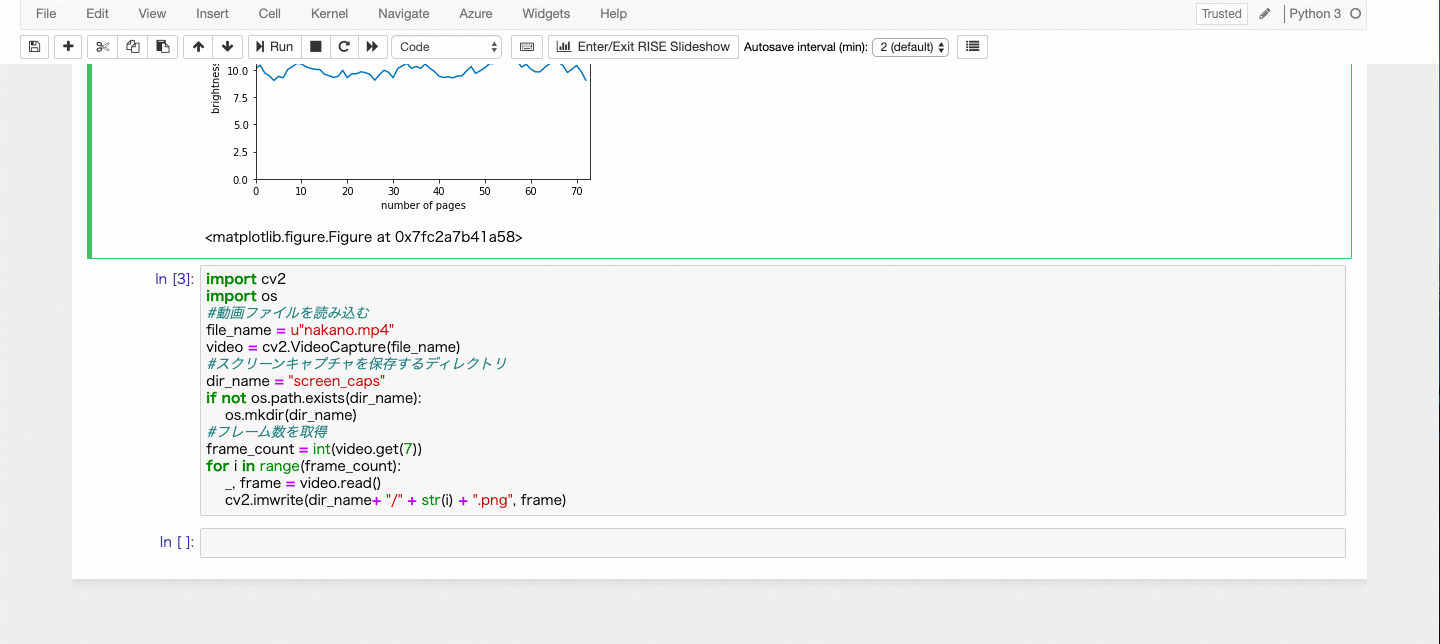 File Edit View Insert Cell Kernel Navigate Azure Widgets Help Trusted Python 3
Run Code Enter/Exit RISE Slideshow Autosave interval (min): 2 (default)
10.0
7.5
5.0
2.5
0.0
brightness
0 10 20 30 40 50 60 70
number of pages
<matplotlib.figure.Figure at 0x7fc2a7b41a58>
In [3]:
import cv2
import os
#動画ファイルを読み込む
file_name = u"nakano.mp4"
video = cv2.VideoCapture(file_name)
#スクリーンキャプチャを保存するディレクトリ
dir_name = "screen_caps"
if not os.path.exists(dir_name):
    os.mkdir(dir_name)
#フレーム数を取得
frame_count = int(video.get(7))
for i in range(frame_count):
    _, frame = video.read()
    cv2.imwrite(dir_name+ "/" + str(i) + ".png", frame)
In [ ]: